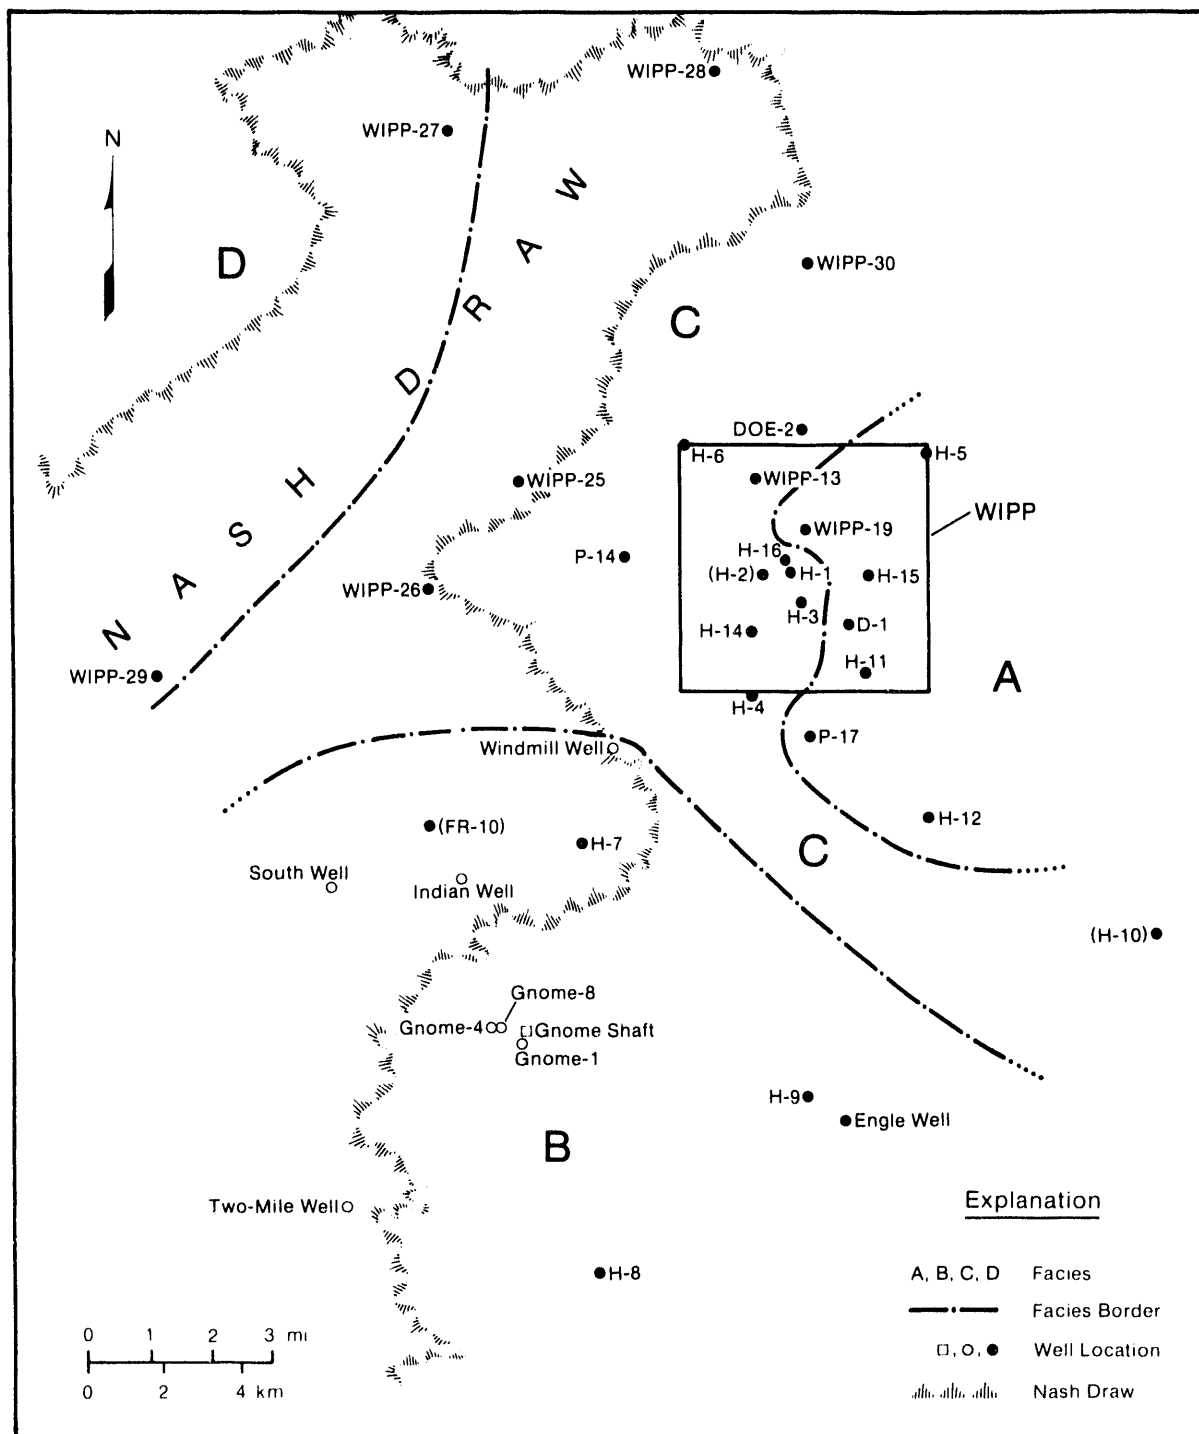 WIPP-28
WIPP-27
N
W
A
D
R
WIPP-30
C
D
DOE-2
H-6
H-5
WIPP-25
WIPP-13
H
WIPP
S
WIPP-19
P-14
H-16
(H-2)
H-1
H-15
WIPP-26
A
H-3
H-14
D-1
N
WIPP-29
H-11
A
H-4
P-17
Windmill Well
H-12
(FR-10)
H-7
C
South Well
Indian Well
(H-10)
Gnome-8
Gnome-4
Gnome Shaft
Gnome-1
H-9
Engle Well
B
Two-Mile Well
Explanation
H-8
A, B, C, D Facies
Facies Border
0 1 2 3 mi
Well Location
0 2 4 km
Nash Draw